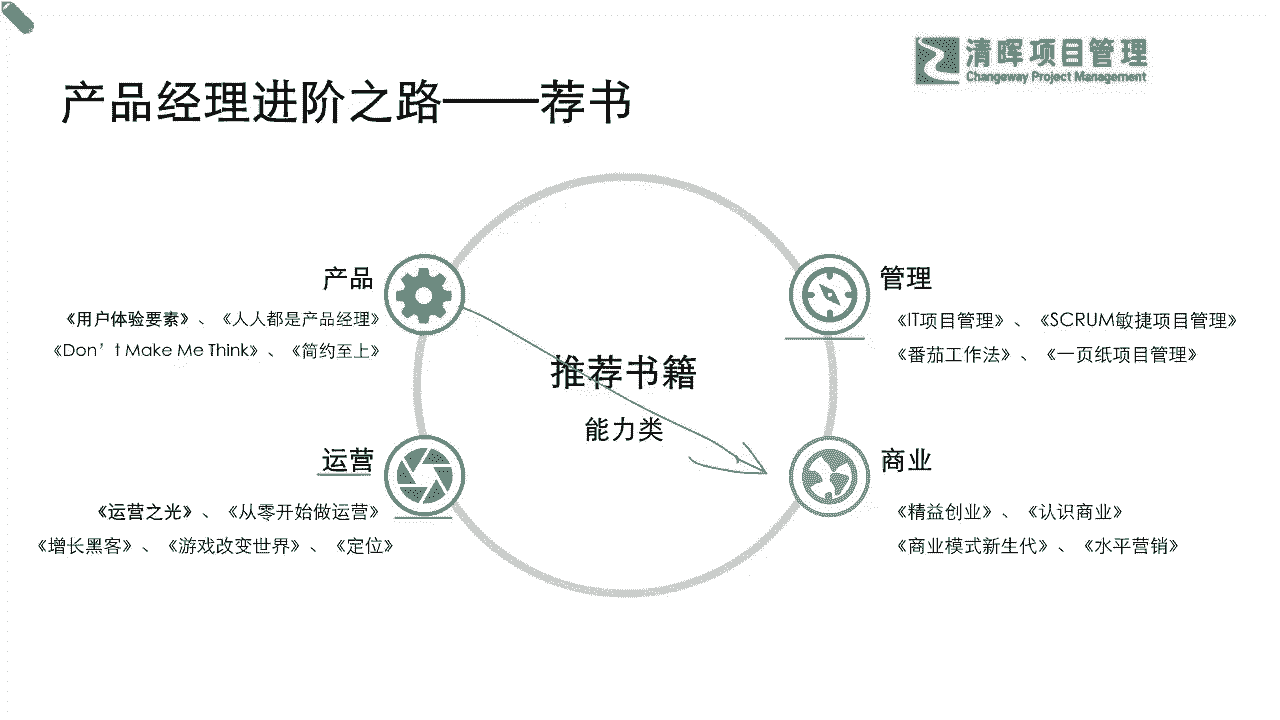 清晖项目管理
Changeway Project Management
产品经理进阶之路——荐书
产品
《用户体验要素》、《人人都是产品经理》
《Don’t Make Me Think》、《简约至上》
管理
《IT项目管理》、《SCRUM敏捷项目管理》
《番茄工作法》、《一页纸项目管理》
推荐书籍
能力类
运营
《运营之光》、《从零开始做运营》
《增长黑客》、《游戏改变世界》、《定位》
商业
《精益创业》、《认识商业》
《商业模式新生代》、《水平营销》